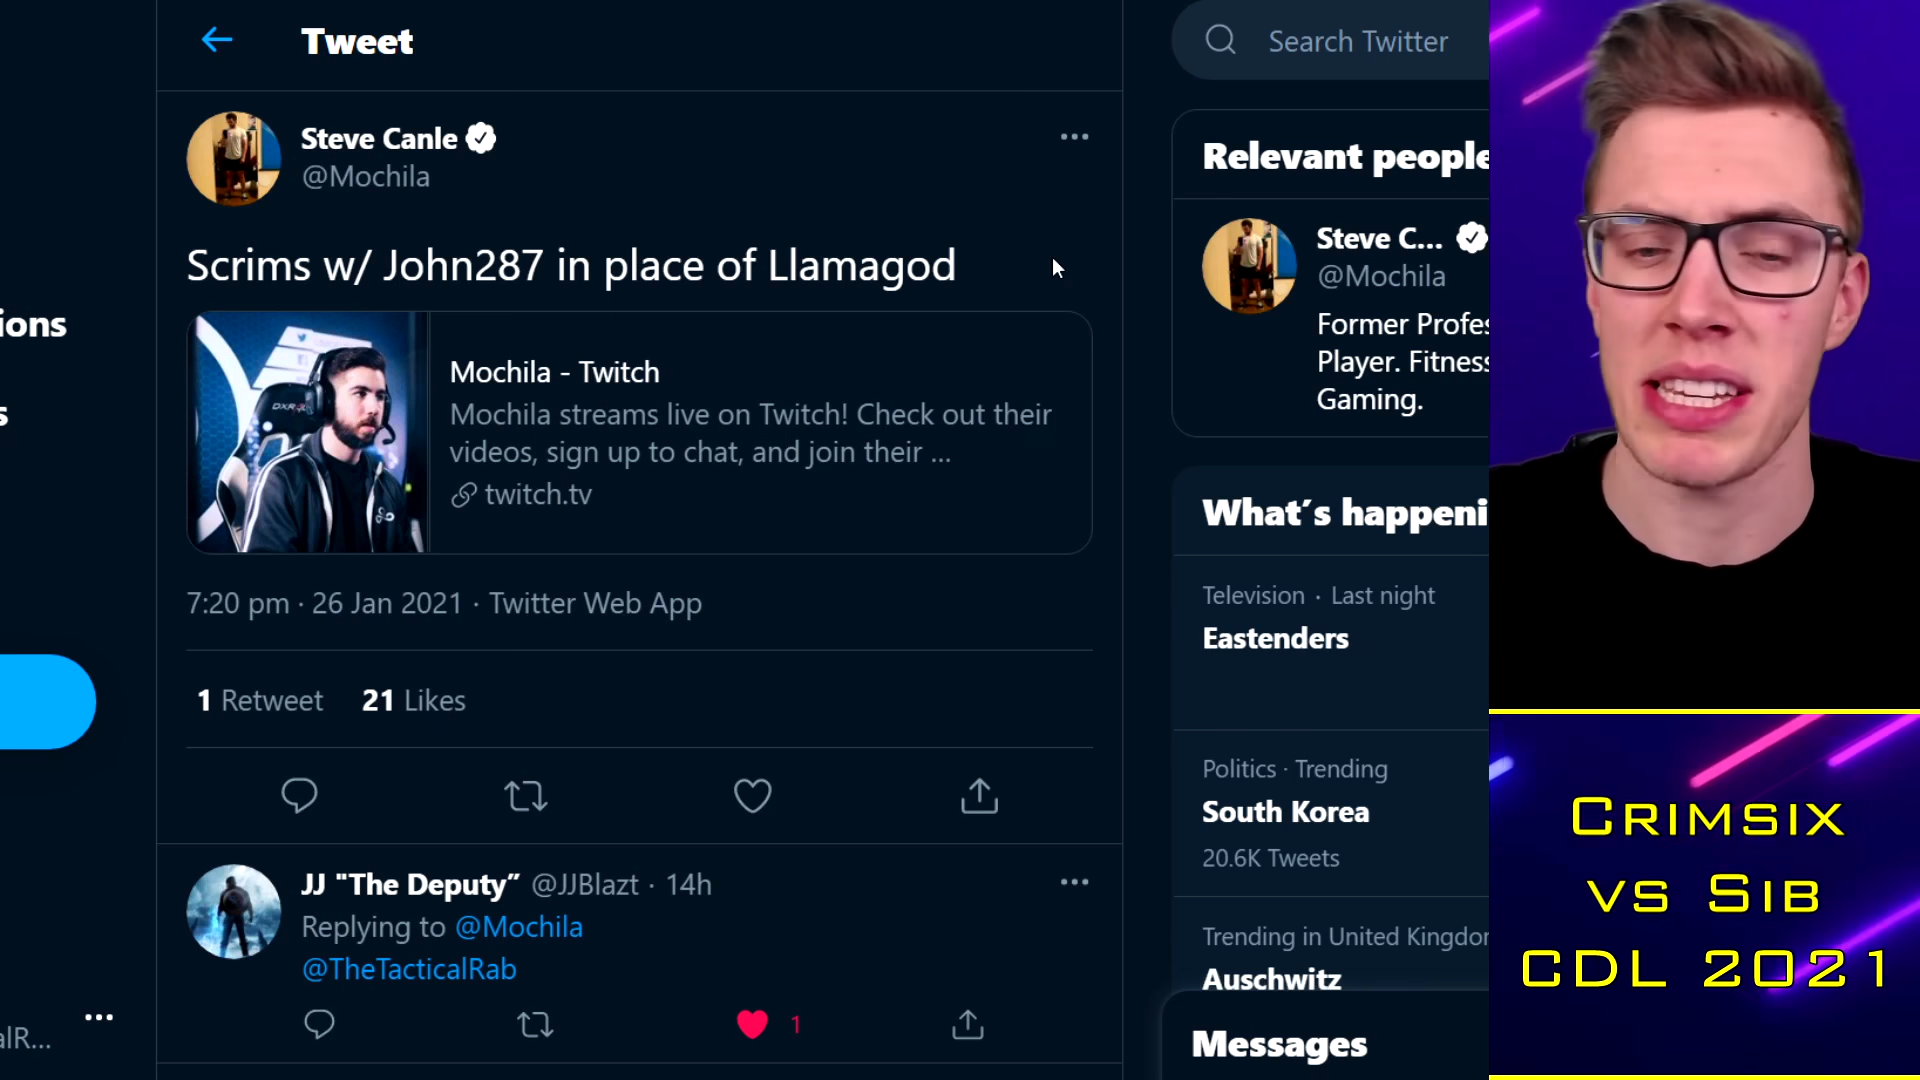 Tweet
Search Twitter
Steve Canle
@Mochila
Scrims w/ John287 in place of Llamagod
DXR
Mochila - Twitch
Mochila streams live on Twitch! Check out their
videos, sign up to chat, and join their ...
twitch.tv
7:20 pm · 26 Jan 2021 · Twitter Web App
1 Retweet 21 Likes
JJ "The Deputy" @JJBlazt · 14h
Replying to @Mochila
@TheTacticalRab
1
ions
s
alR...
Relevant people
Steve C...
@Mochila
Former Profes
Player. Fitness
Gaming.
What's happeni
Television · Last night
Eastenders
Politics · Trending
South Korea
20.6K Tweets
Trending in United Kingdor
Auschwitz
Messages
CRIMSIX
VS SIB
CDL 2021